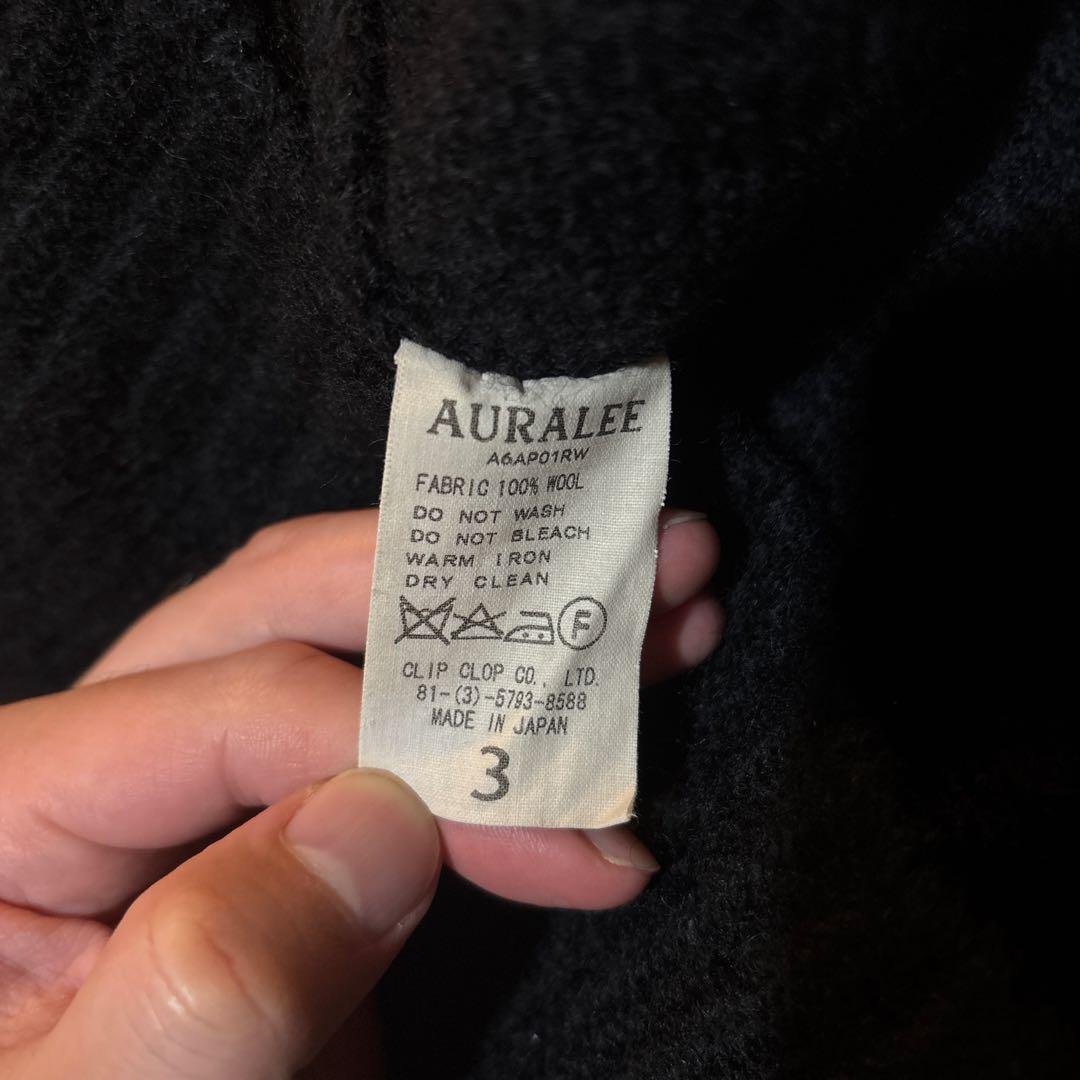 AURALEE
A6AP01RW
FABRIC 100% WOOL
DO NOT WASH
DO NOT BLEACH
WARM IRON
DRY CLEAN
F
CLIP CLOP CO., LTD.
81-(3)-5793-8588
MADE IN JAPAN
3